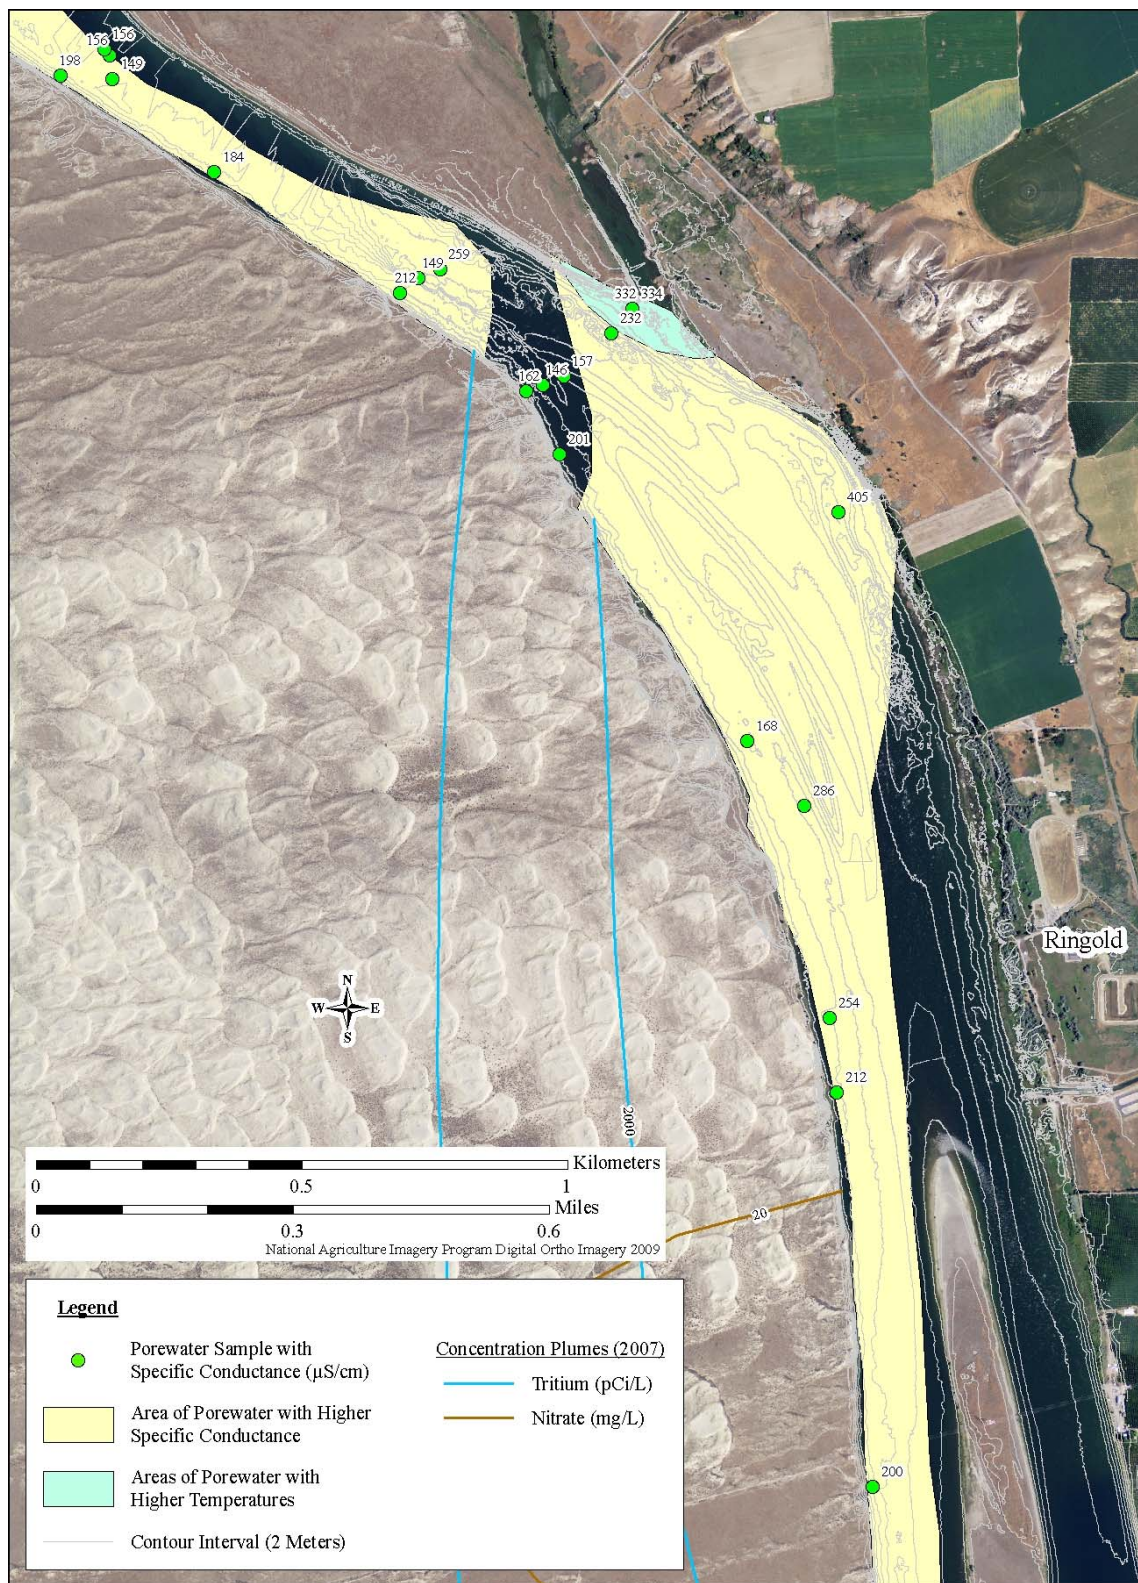 156
156
198
149
184
259
149
212
332
334
232
157
146
162
201
405
168
286
Ringold
N
W
E
S
254
212
2000
Kilometers
0
0.5
1
Miles
0
0.3
0.6
20
National Agriculture Imagery Program Digital Ortho Imagery 2009
Legend
Porewater Sample with
Specific Conductance (µS/cm)
Area of Porewater with Higher
Specific Conductance
Areas of Porewater with
Higher Temperatures
Contour Interval (2 Meters)
Concentration Plumes (2007)
Tritium (pCi/L)
Nitrate (mg/L)
200